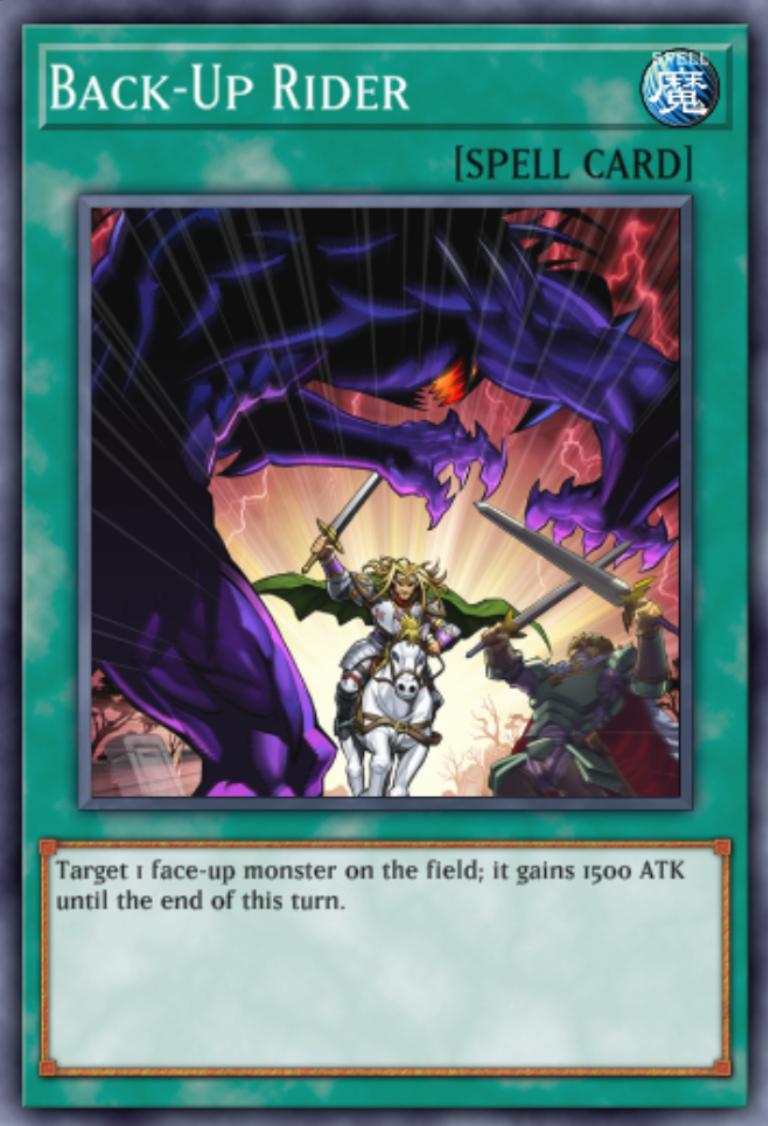 BACK-UP RIDER
SPELL
魔
[SPELL CARD]
Target 1 face-up monster on the field; it gains 1500 ATK
until the end of this turn.